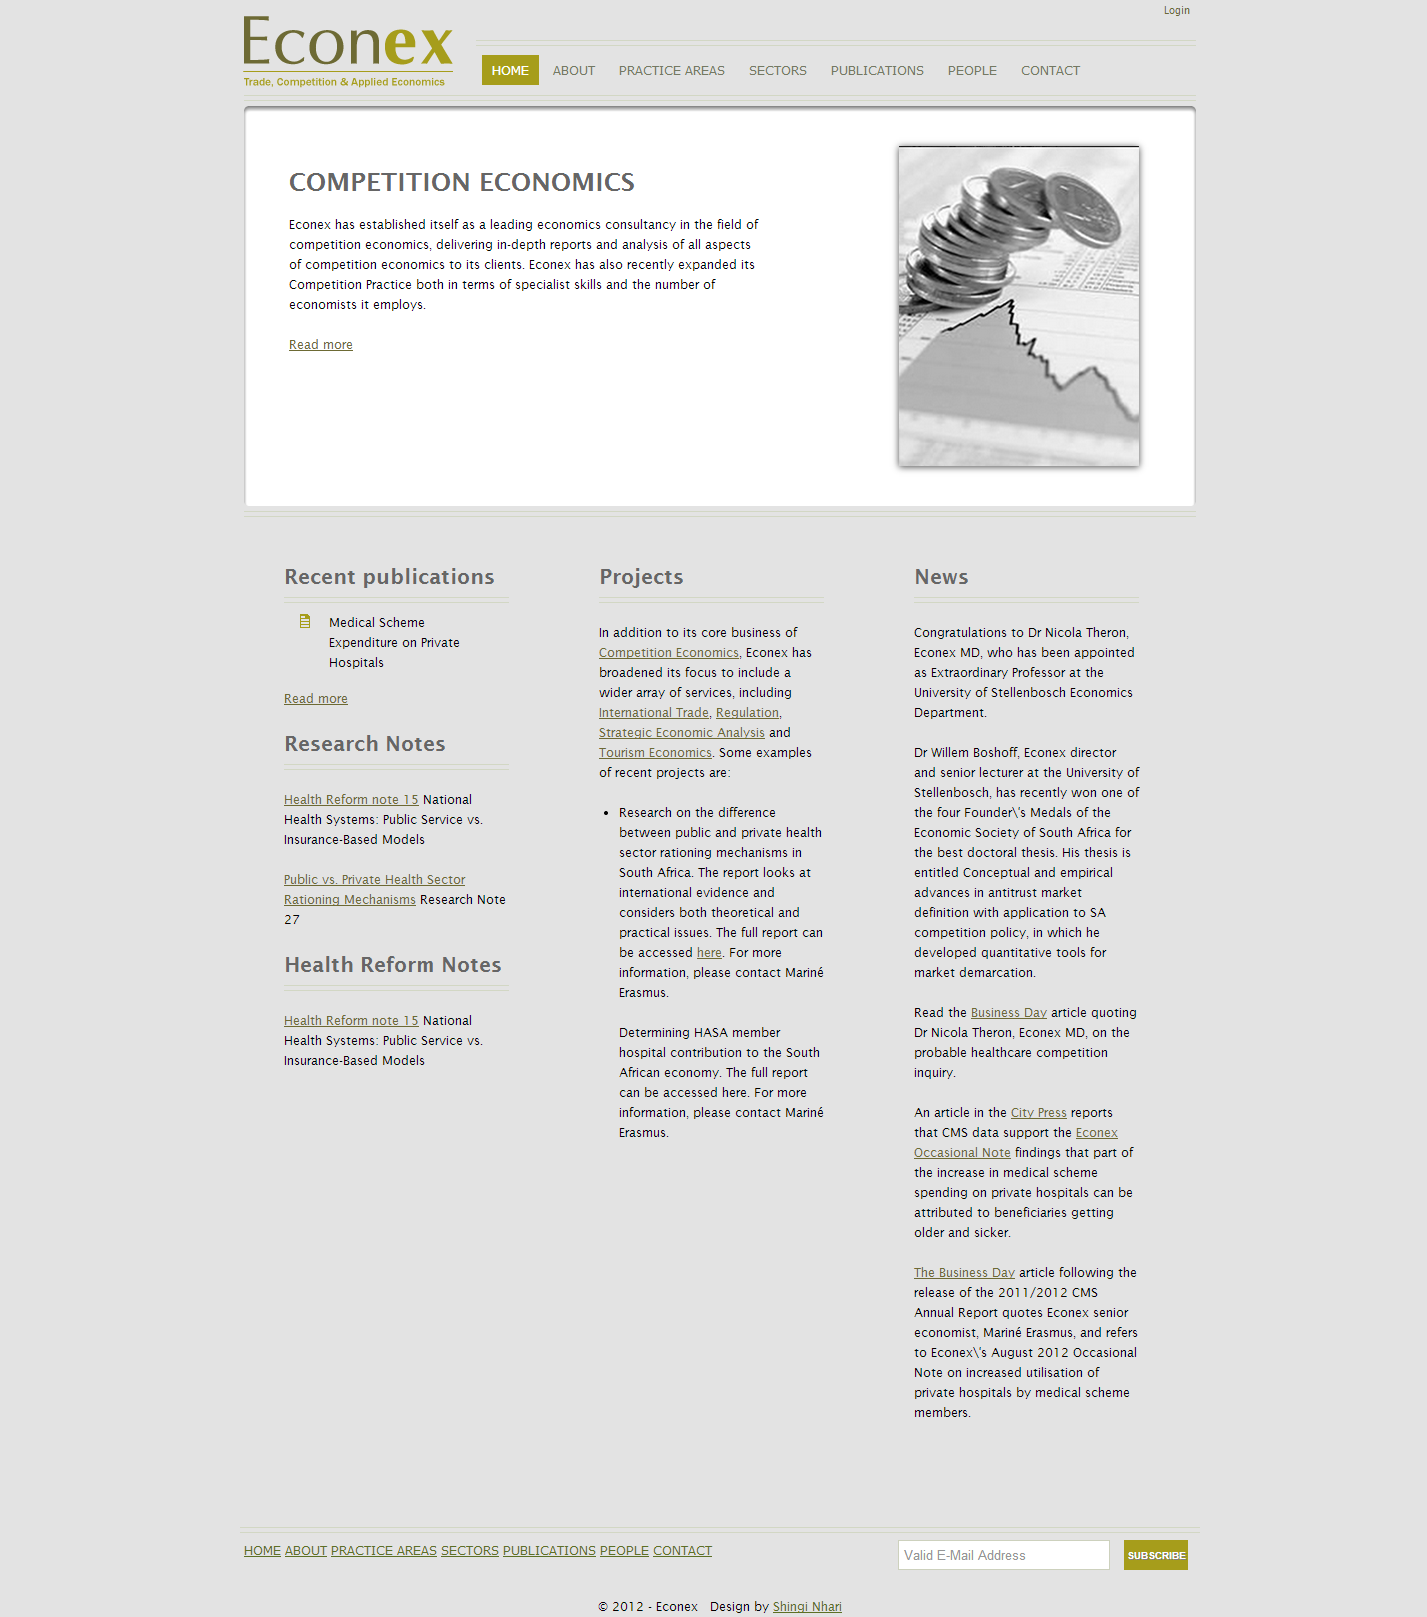 Login
Econex
Trade, Competition & Applied Economics
HOME ABOUT PRACTICE AREAS SECTORS PUBLICATIONS PEOPLE CONTACT
COMPETITION ECONOMICS
Econex has established itself as a leading economics consultancy in the field of
competition economics, delivering in-depth reports and analysis of all aspects
of competition economics to its clients. Econex has also recently expanded its
Competition Practice both in terms of specialist skills and the number of
economists it employs.
Read more
Recent publications
Medical Scheme
Expenditure on Private
Hospitals
Read more
Research Notes
Health Reform note 15 National
Health Systems: Public Service vs.
Insurance-Based Models
Public vs. Private Health Sector
Rationing Mechanisms Research Note
27
Health Reform Notes
Health Reform note 15 National
Health Systems: Public Service vs.
Insurance-Based Models
Projects
In addition to its core business of
Competition Economics, Econex has
broadened its focus to include a
wider array of services, including
International Trade, Regulation,
Strategic Economic Analysis and
Tourism Economics. Some examples
of recent projects are:
• Research on the difference
between public and private health
sector rationing mechanisms in
South Africa. The report looks at
international evidence and
considers both theoretical and
practical issues. The full report can
be accessed here. For more
information, please contact Mariné
Erasmus.
Determining HASA member
hospital contribution to the South
African economy. The full report
can be accessed here. For more
information, please contact Mariné
Erasmus.
News
Congratulations to Dr Nicola Theron,
Econex MD, who has been appointed
as Extraordinary Professor at the
University of Stellenbosch Economics
Department.
Dr Willem Boshoff, Econex director
and senior lecturer at the University of
Stellenbosch, has recently won one of
the four Founder\'s Medals of the
Economic Society of South Africa for
the best doctoral thesis. His thesis is
entitled Conceptual and empirical
advances in antitrust market
definition with application to SA
competition policy, in which he
developed quantitative tools for
market demarcation.
Read the Business Day article quoting
Dr Nicola Theron, Econex MD, on the
probable healthcare competition
inquiry.
An article in the City Press reports
that CMS data support the Econex
Occasional Note findings that part of
the increase in medical scheme
spending on private hospitals can be
attributed to beneficiaries getting
older and sicker.
The Business Day article following the
release of the 2011/2012 CMS
Annual Report quotes Econex senior
economist, Mariné Erasmus, and refers
to Econex\'s August 2012 Occasional
Note on increased utilisation of
private hospitals by medical scheme
members.
HOME ABOUT PRACTICE AREAS SECTORS PUBLICATIONS PEOPLE CONTACT
Valid E-Mail Address
SUBSCRIBE
© 2012 - Econex Design by Shingi Nhari